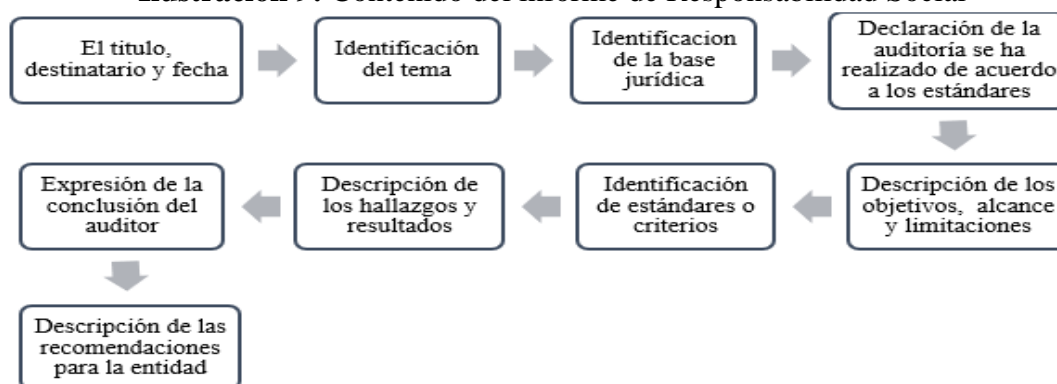 Ilustración 9: Contenido del informe de Responsabilidad Social
El titulo,
destinatario y fecha
Identificación
del tema
Identificacion
de la base
jurídica
Declaración de la
auditoría se ha
realizado de acuerdo
a los estándares
Descripción de los
objetivos, alcance
y limitaciones
Identificación
de estándares o
criterios
Descripción de
los hallazgos y
resultados
Expresión de la
conclusión del
auditor
Descripción de las
recomendaciones
para la entidad